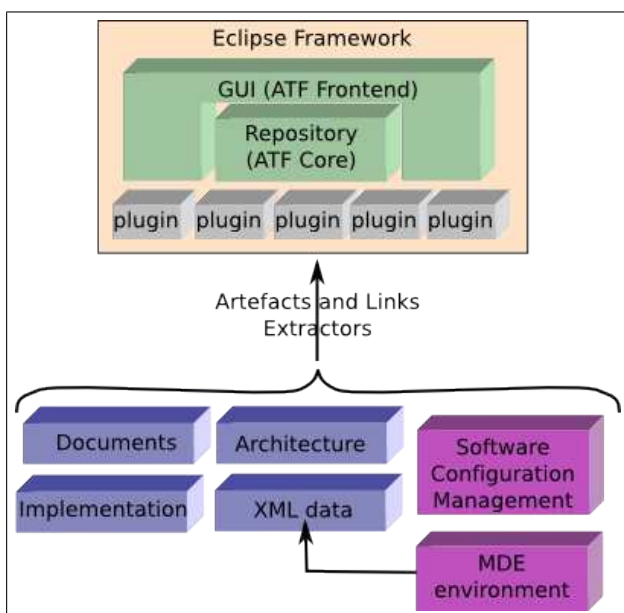 Eclipse Framework
GUI (ATF Frontend)
Repository
(ATF Core)
plugin plugin plugin plugin plugin
Artefacts and Links
Extractors
Documents
Architecture
Software
Configuration
Management
Implementation
XML data
MDE
environment